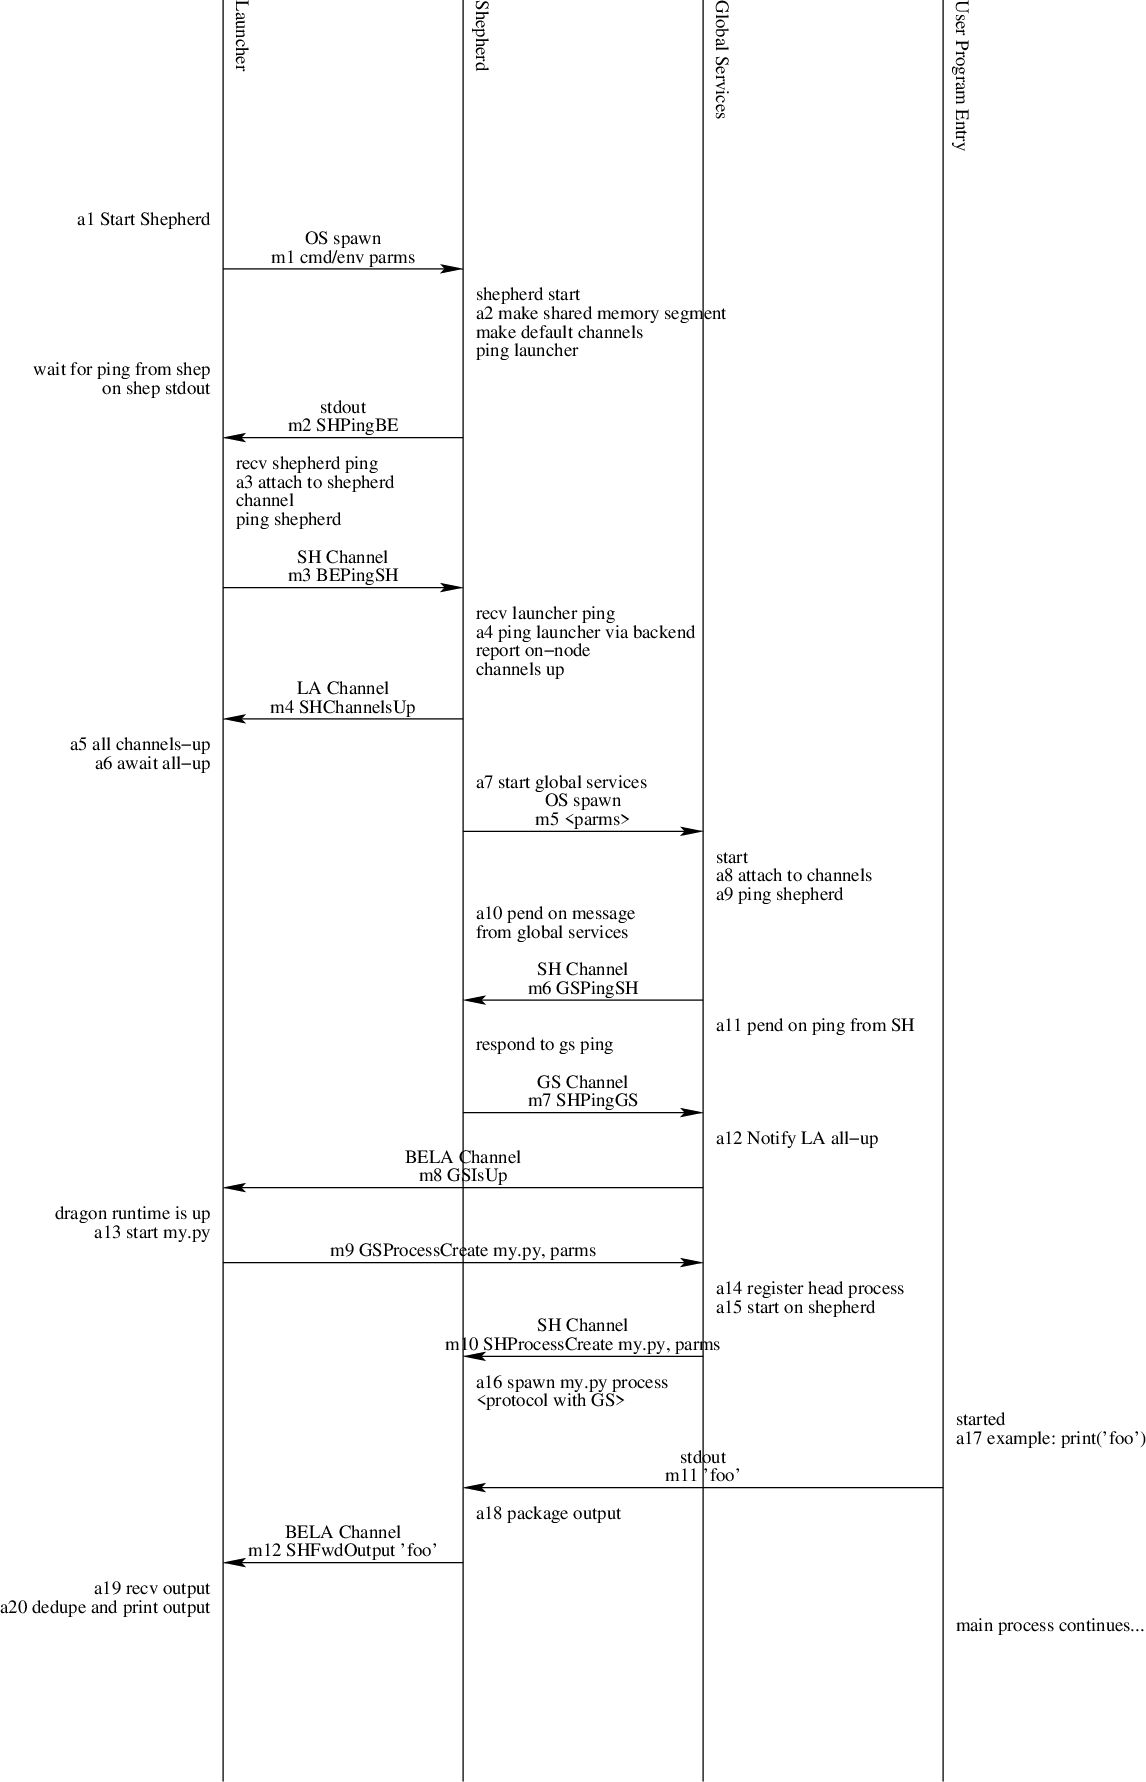 Launcher
Shepherd
Global Services
User Program Entry
a1 Start Shepherd
OS spawn
m1 cmd/env parms
shepherd start
a2 make shared memory segment
make default channels
ping launcher
wait for ping from shep
on shep stdout
stdout
m2 SHPingBE
recv shepherd ping
a3 attach to shepherd
channel
ping shepherd
SH Channel
m3 BEPingSH
recv launcher ping
a4 ping launcher via backend
report on−node
channels up
LA Channel
m4 SHChannelsUp
a5 all channels−up
a6 await all−up
a7 start global services
OS spawn
m5 <parms>
start
a8 attach to channels
a9 ping shepherd
a10 pend on message
from global services
SH Channel
m6 GSPingSH
a11 pend on ping from SH
respond to gs ping
GS Channel
m7 SHPingGS
a12 Notify LA all−up
BELA Channel
m8 GSIsUp
dragon runtime is up
a13 start my.py
m9 GSProcessCreate my.py, parms
a14 register head process
a15 start on shepherd
SH Channel
m10 SHProcessCreate my.py, parms
a16 spawn my.py process
<protocol with GS>
started
a17 example: print(’foo’)
stdout
m11 ’foo’
a18 package output
BELA Channel
m12 SHFwdOutput ’foo’
a19 recv output
a20 dedupe and print output
main process continues...